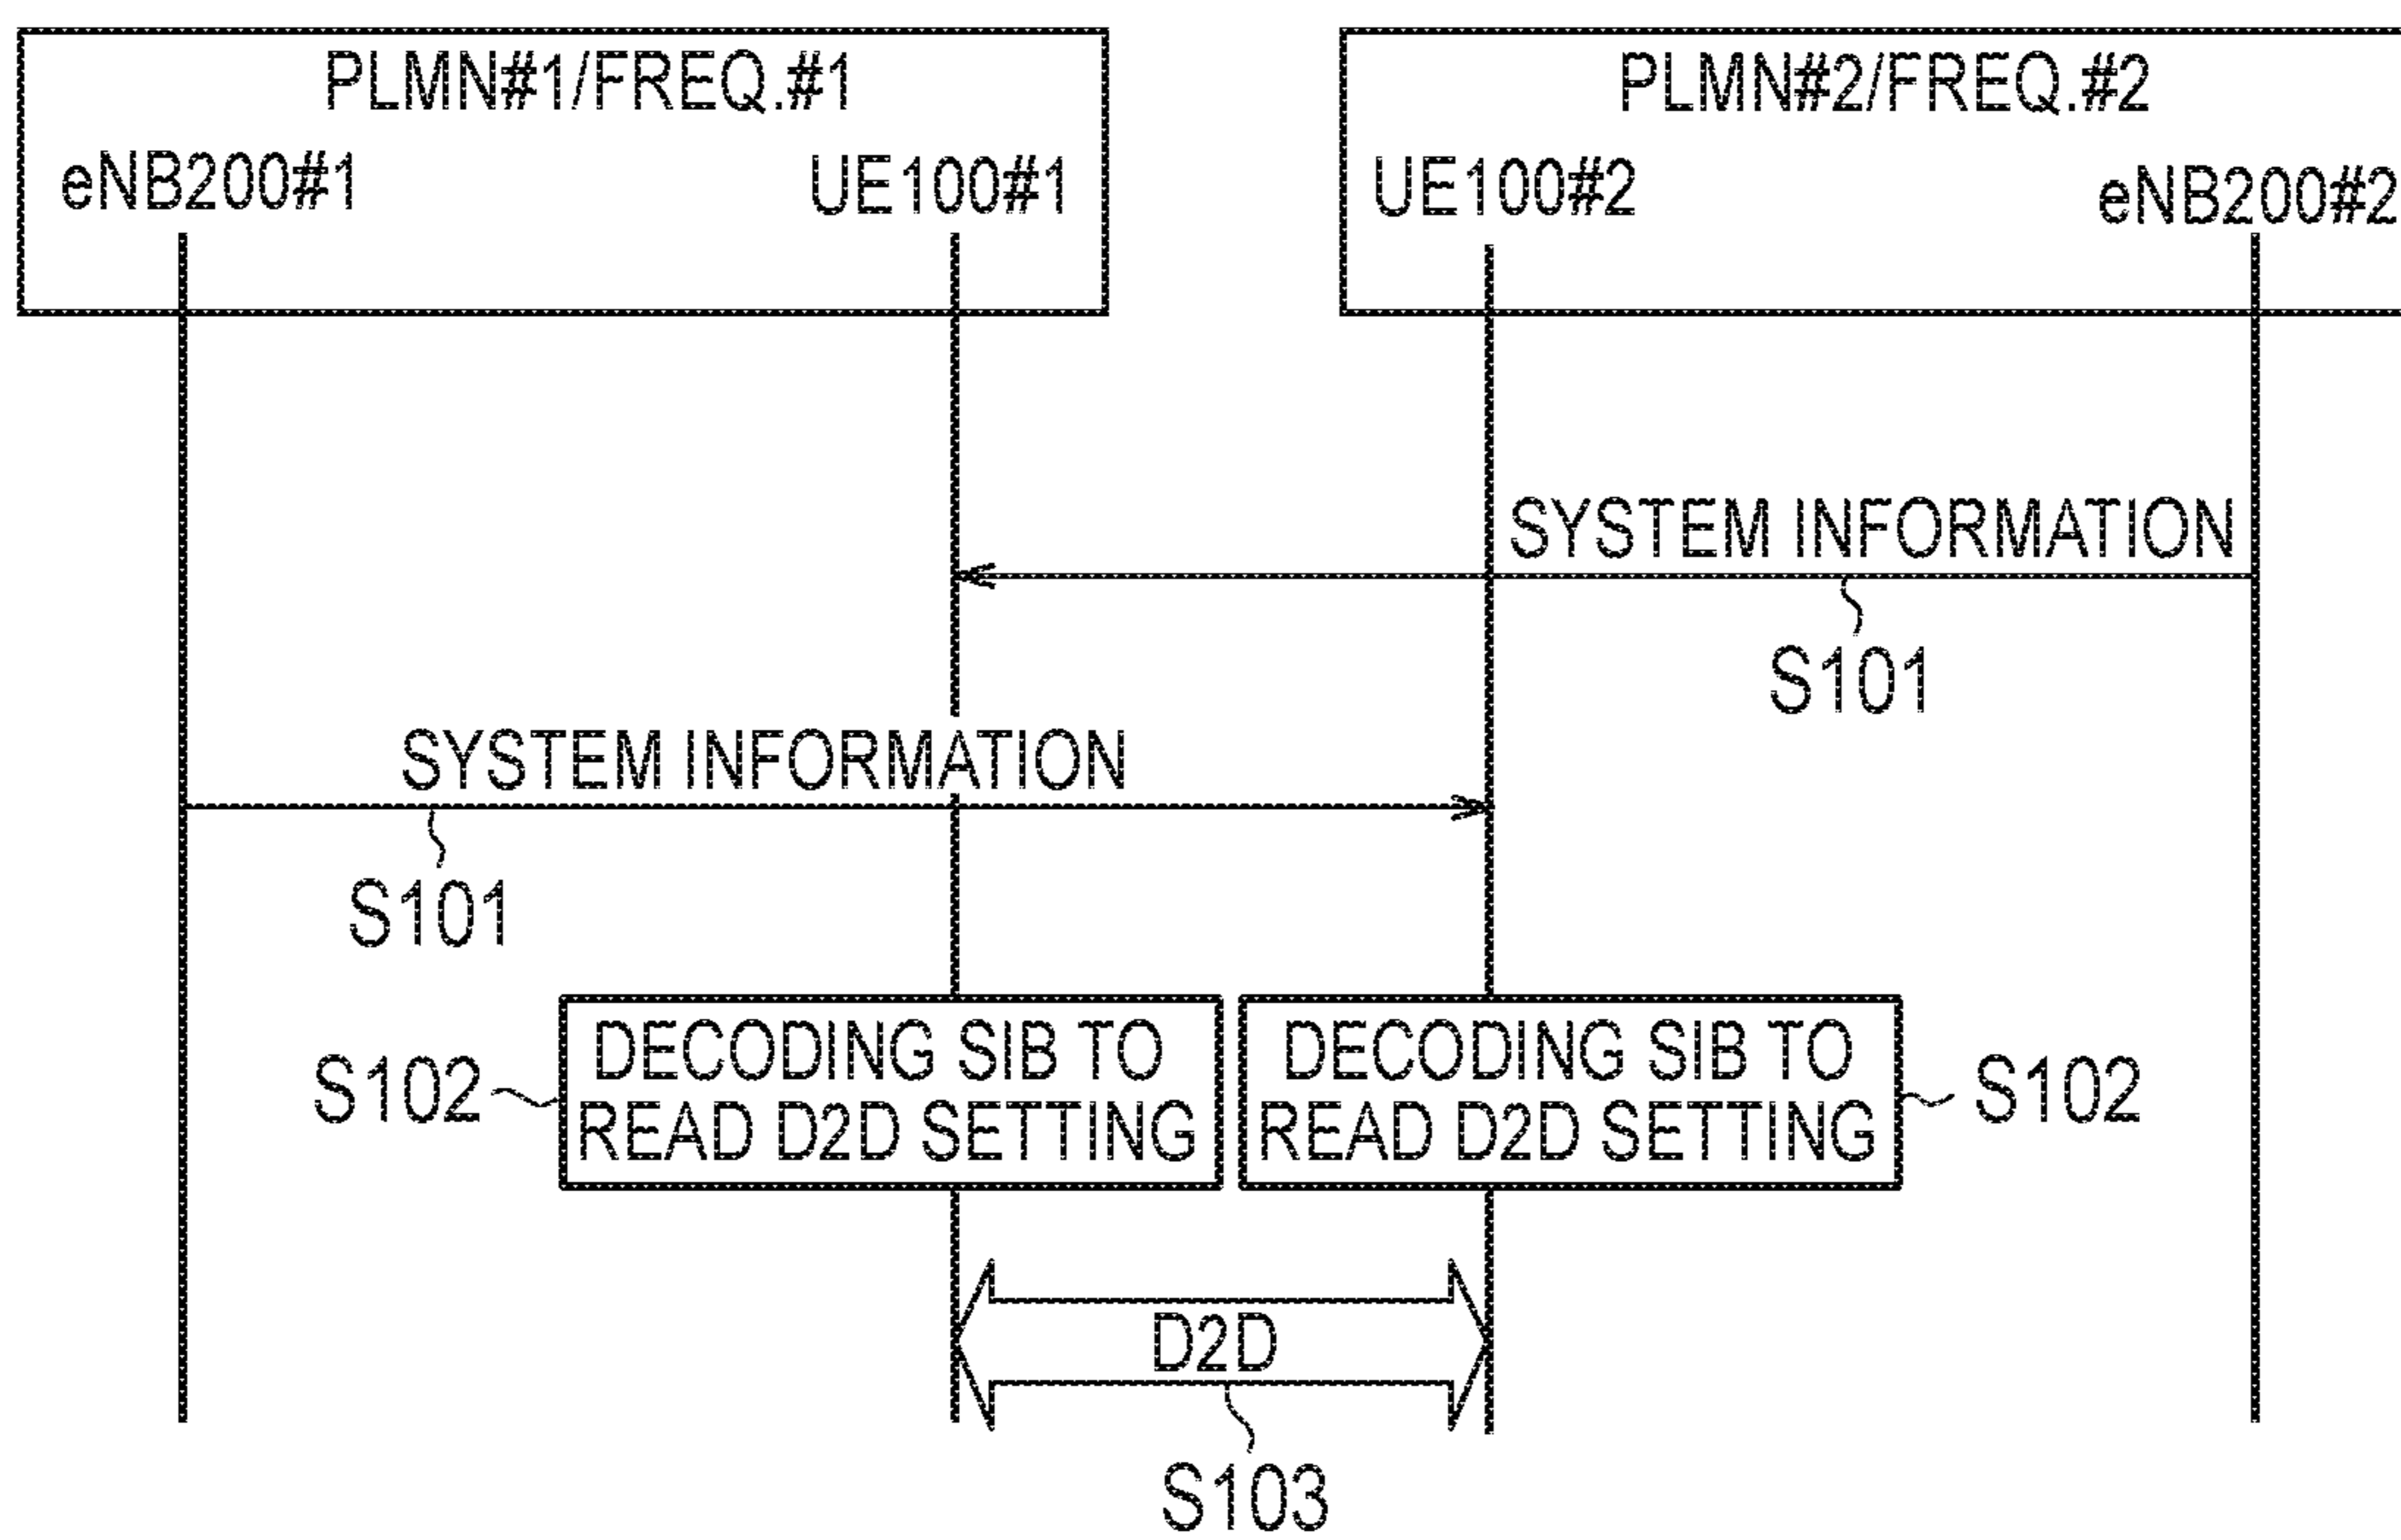 PLMN#1/FREQ.#1
eNB200#1
UE100#1
PLMN#2/FREQ.#2
UE100#2
eNB200#2
SYSTEM INFORMATION
S101
SYSTEM INFORMATION
S101
S102
DECODING SIB TO
READ D2D SETTING
DECODING SIB TO
READ D2D SETTING
S102
D2D
S103